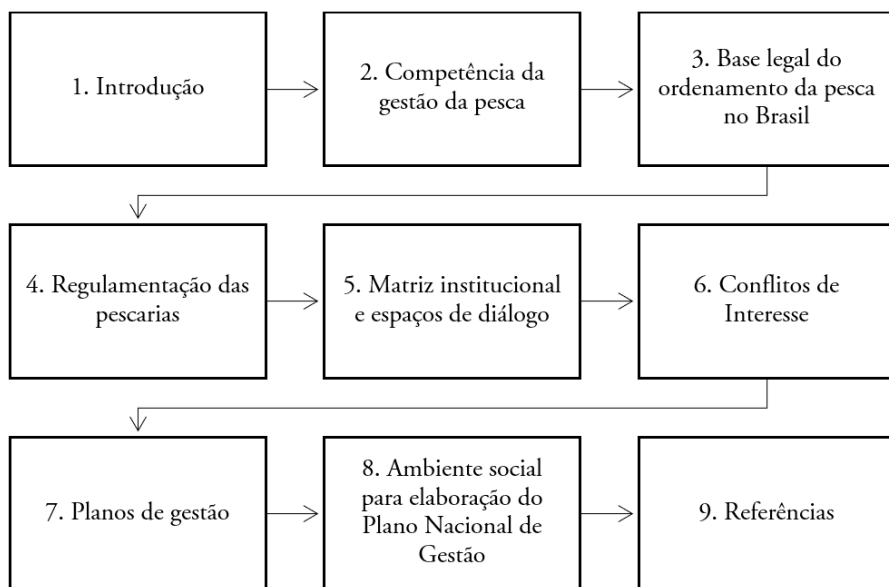 1. Introdução
2. Competência da
gestão da pesca
3. Base legal do
ordenamento da pesca
no Brasil
4. Regulamentação das
pescarias
5. Matriz institucional
e espaços de diálogo
6. Conflitos de
Interesse
7. Planos de gestão
8. Ambiente social
para elaboração do
Plano Nacional de
Gestão
9. Referências